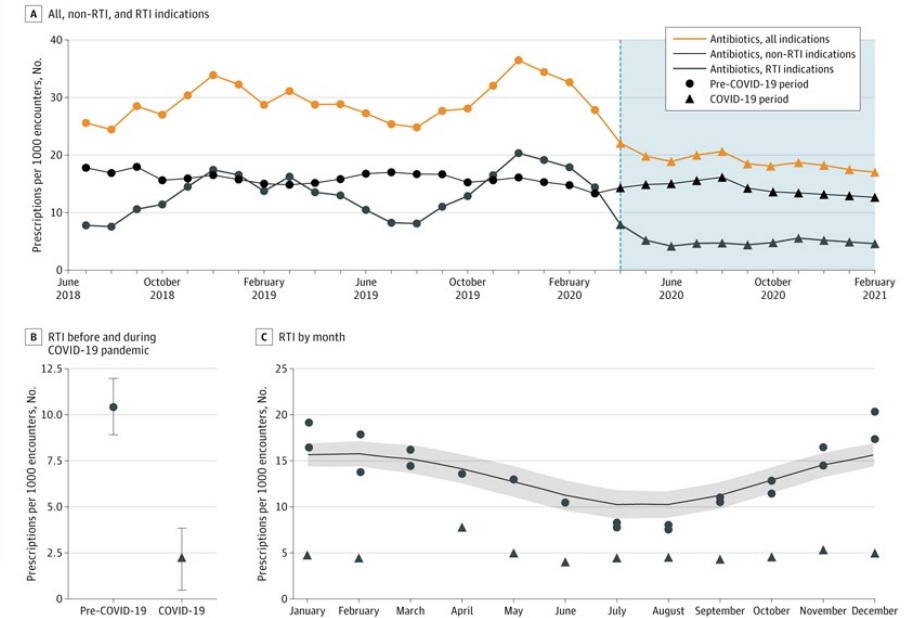 A All, non-RTI, and RTI indications
40
30
20
10
0
Prescriptions per 1000 encounters, No.
Antibiotics, all indications
Antibiotics, non-RTI indications
Antibiotics, RTI indications
Pre-COVID-19 period
COVID-19 period
June 2018
October 2018
February 2019
June 2019
October 2019
February 2020
June 2020
October 2020
February 2021
B RTI before and during
COVID-19 pandemic
12.5
10.0
7.5
5.0
2.5
0
Prescriptions per 1000 encounters, No.
Pre-COVID-19
COVID-19
C RTI by month
25
20
15
10
5
0
Prescriptions per 1000 encounters, No.
January
February
March
April
May
June
July
August
September
October
November
December